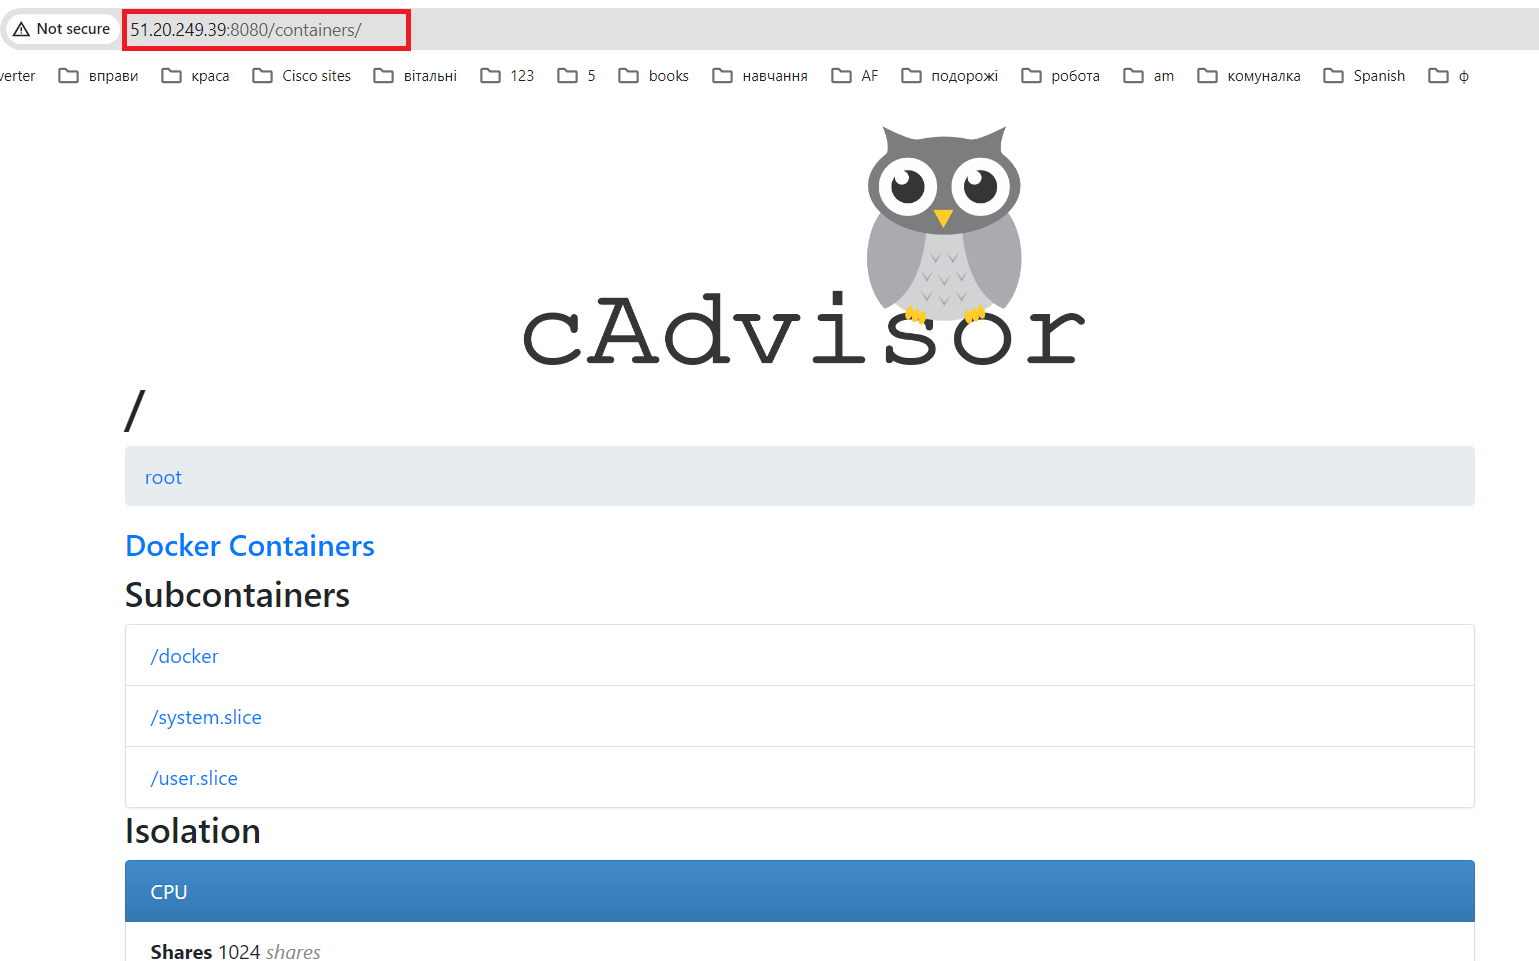 Not secure 51.20.249.39:8080/containers/
verter вправи краса Cisco sites вітальні 123 5 books навчання AF подорожі робота am комуналка Spanish ф
cAdvisor
/
root
Docker Containers
Subcontainers
/docker
/system.slice
/user.slice
Isolation
CPU
Shares 1024 shares